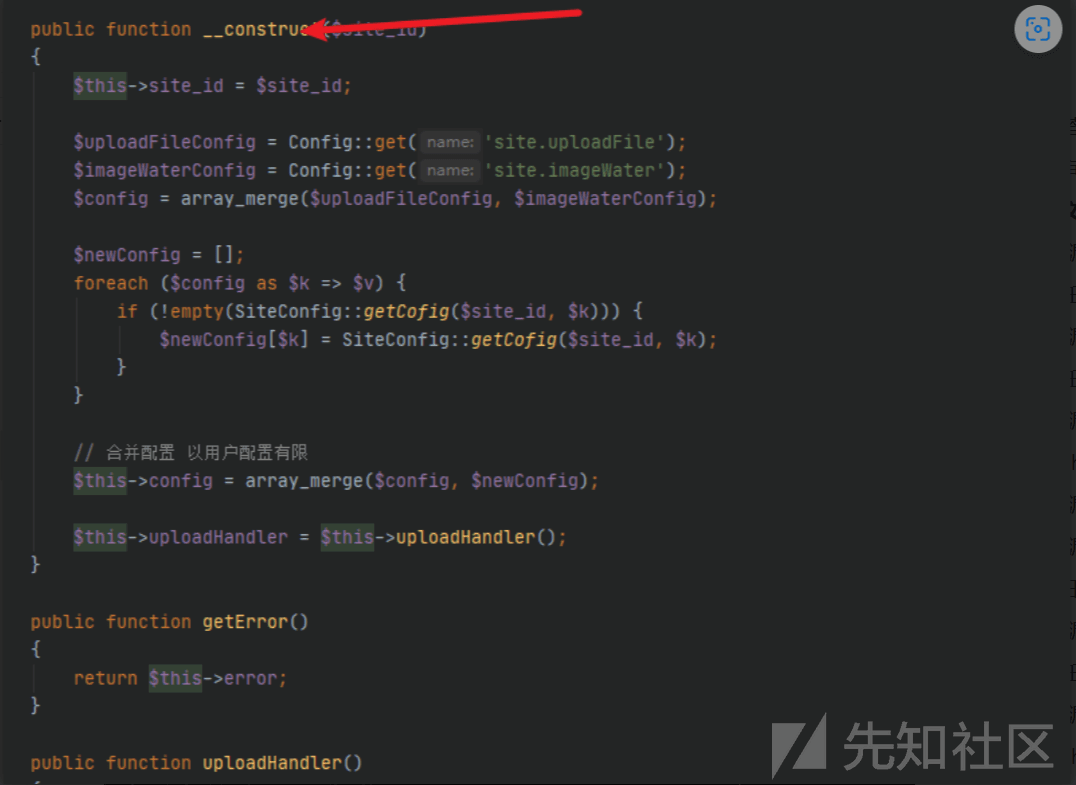 public function __construct($site_id)
{
$this->site_id = $site_id;
$uploadFileConfig = Config::get( name: 'site.uploadFile');
$imageWaterConfig = Config::get( name: 'site.imageWater');
$config = array_merge($uploadFileConfig, $imageWaterConfig);
$newConfig = [];
foreach ($config as $k => $v) {
if (!empty(SiteConfig::getCofig($site_id, $k))) {
$newConfig[$k] = SiteConfig::getCofig($site_id, $k);
}
}
// 合并配置 以用户配置有限
$this->config = array_merge($config, $newConfig);
$this->uploadHandler = $this->uploadHandler();
}
public function getError()
{
return $this->error;
}
public function uploadHandler()
先知社区